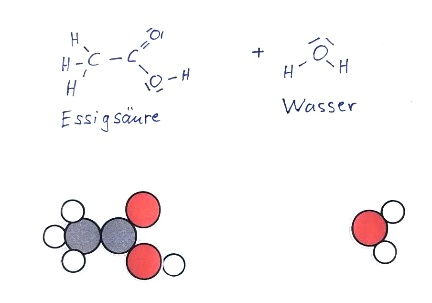 H
H - C - C O
H O - H
+
O
H H
Essigsäure
Wasser